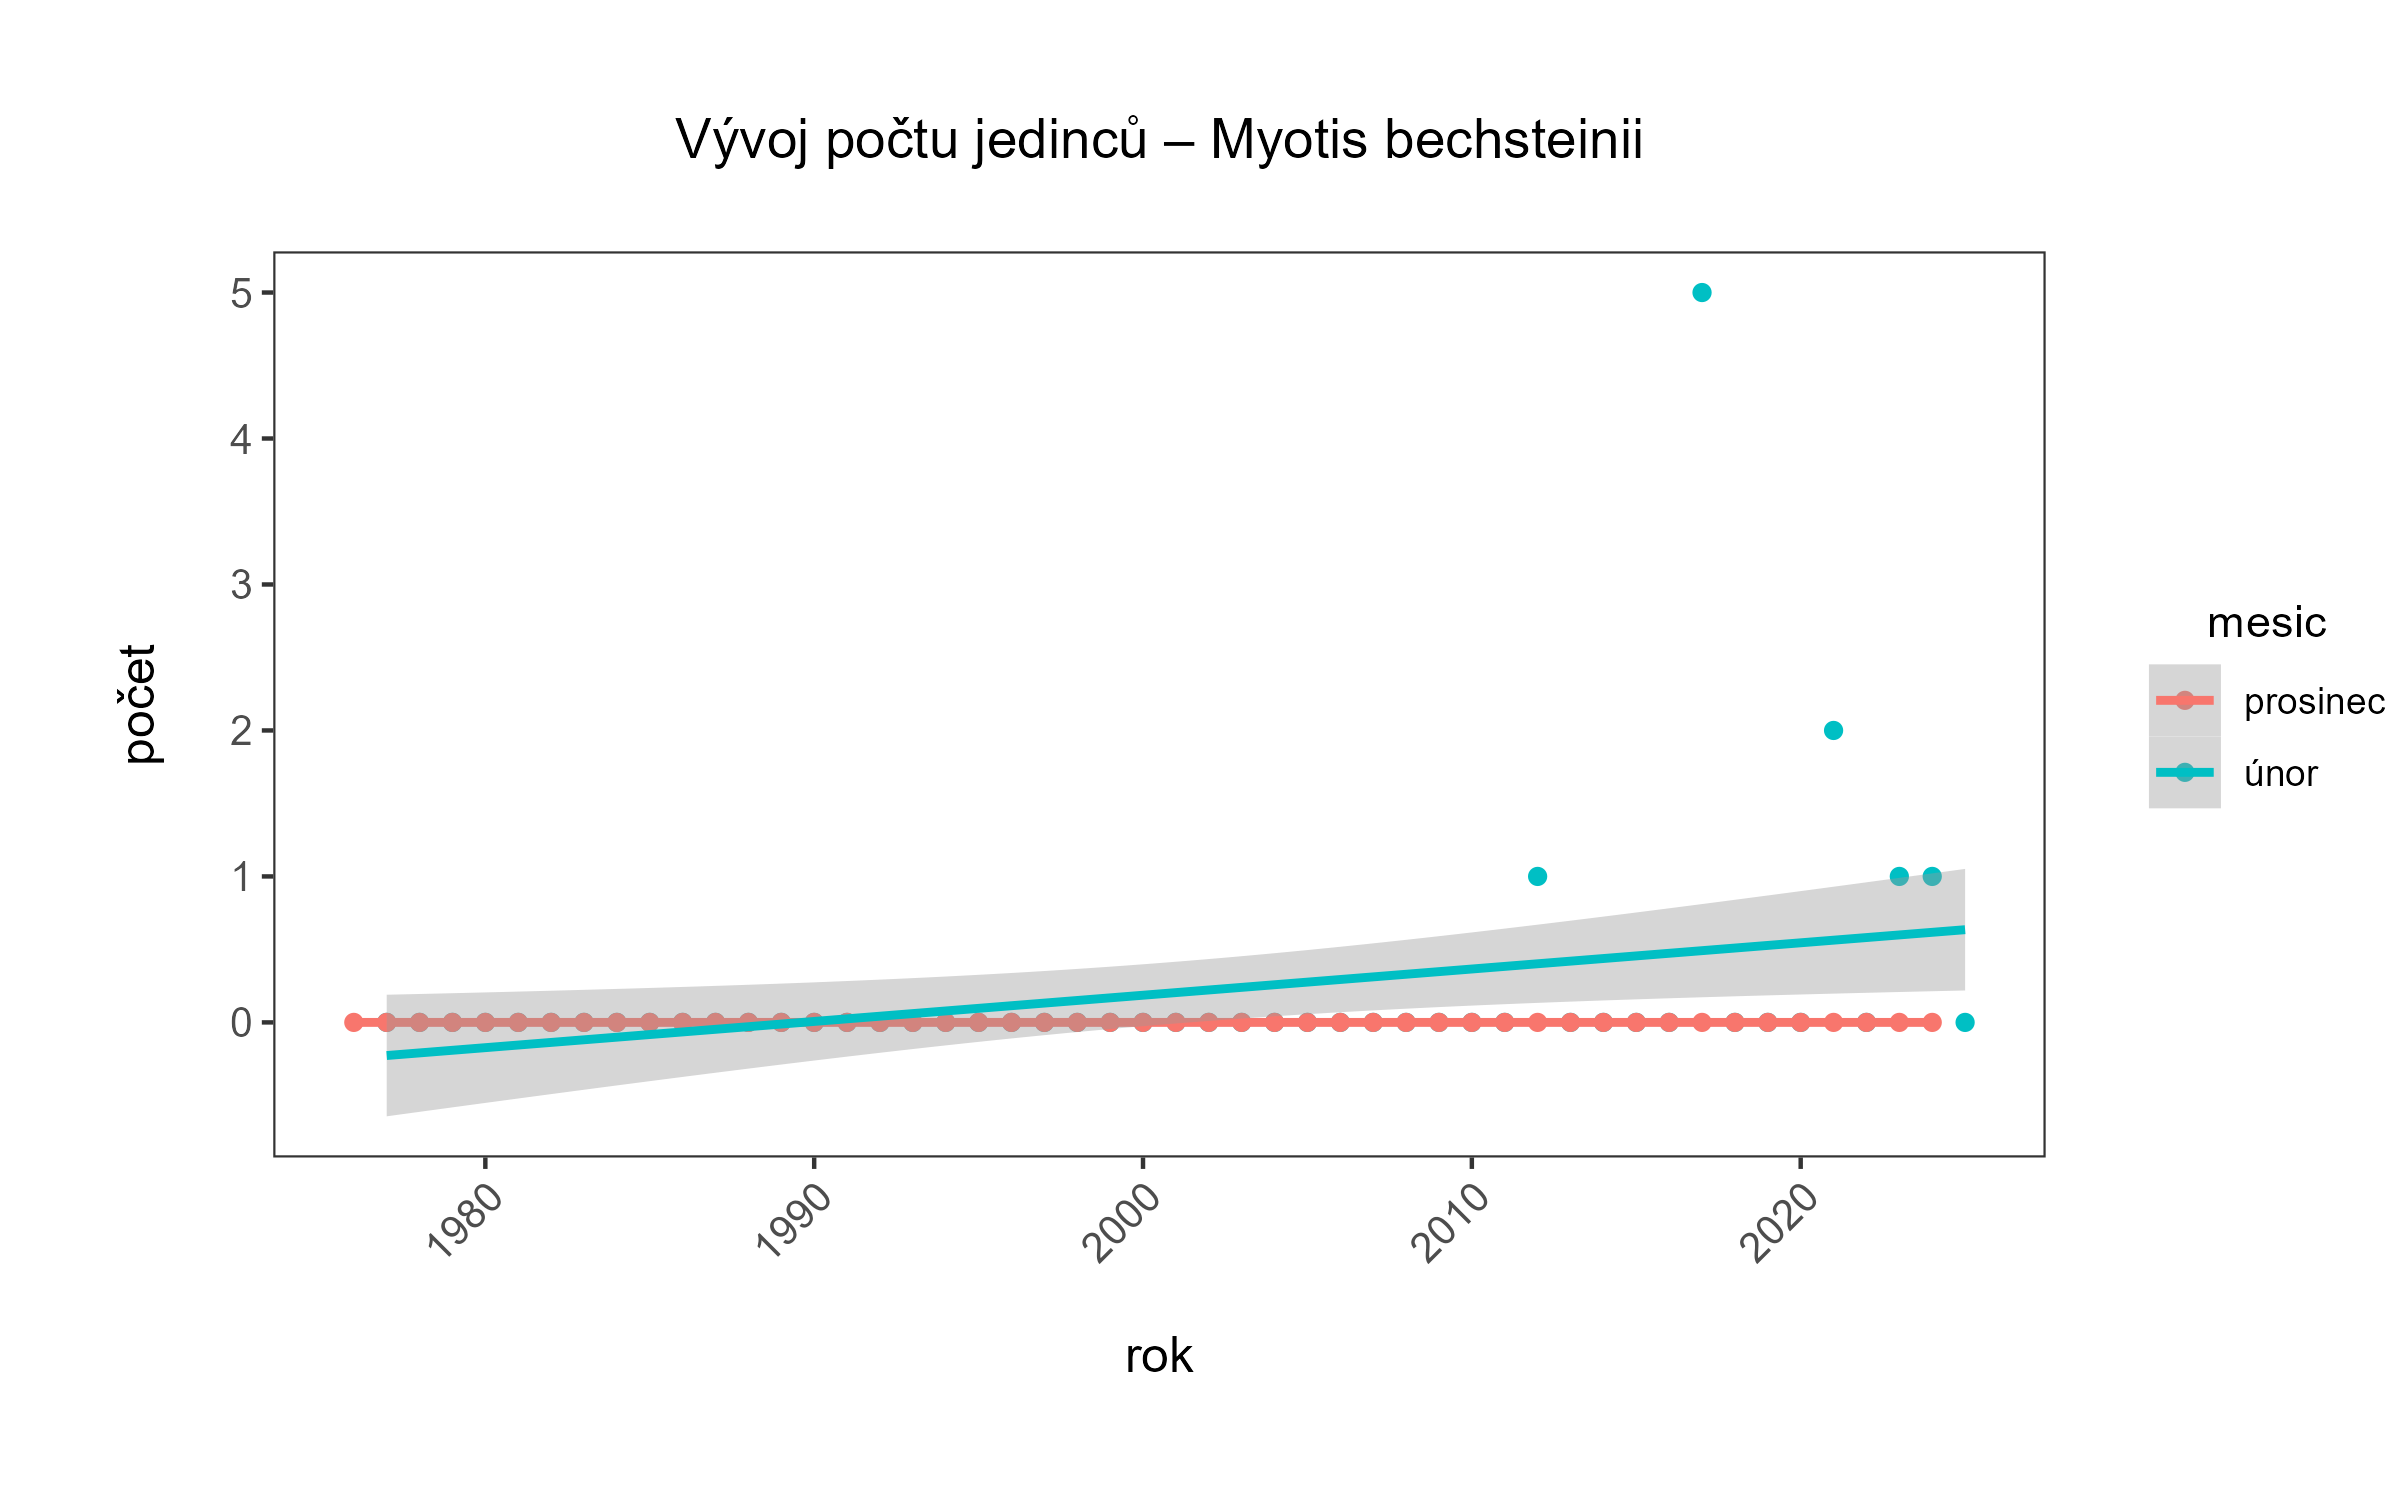 Vývoj počtu jedinců – Myotis bechsteinii
počet
5
4
3
2
1
0
1980
1990
2000
2010
2020
rok
mesic
prosinec
únor